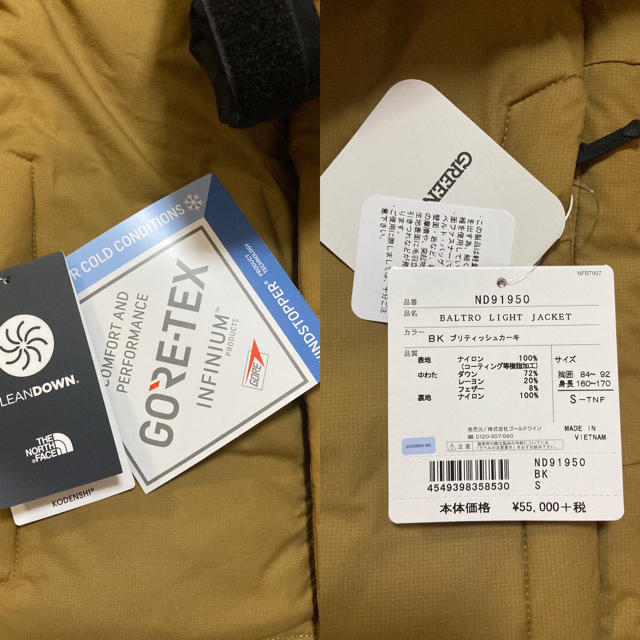 R COLD CONDITIONS
NDSTOPPER®
PRODUCT TECHNOLOGY
COMFORT AND
PERFORMANCE
GORE-TEX
INFINIUM™
PRODUCTS
GORE
LEANDOWN®
THE
NORTH
FACE
KODENSHI®
GREEN
NFBT007
品番 ND91950
品名 BALTRO LIGHT JACKET
カラー BK ブリティッシュカーキ
品質
表地 ナイロン 100%
(コーティング等樹脂加工)
中わた ダウン 72%
レーヨン 20%
フェザー 8%
裏地 ナイロン 100%
サイズ
胸囲 84~ 92
身長 160~170
S-TNF
発売元/株式会社ゴールドウイン
0120-307-560
MADE IN
VIETNAM
ND91950
BK
S
4549398358530
本体価格 ¥55,000+税